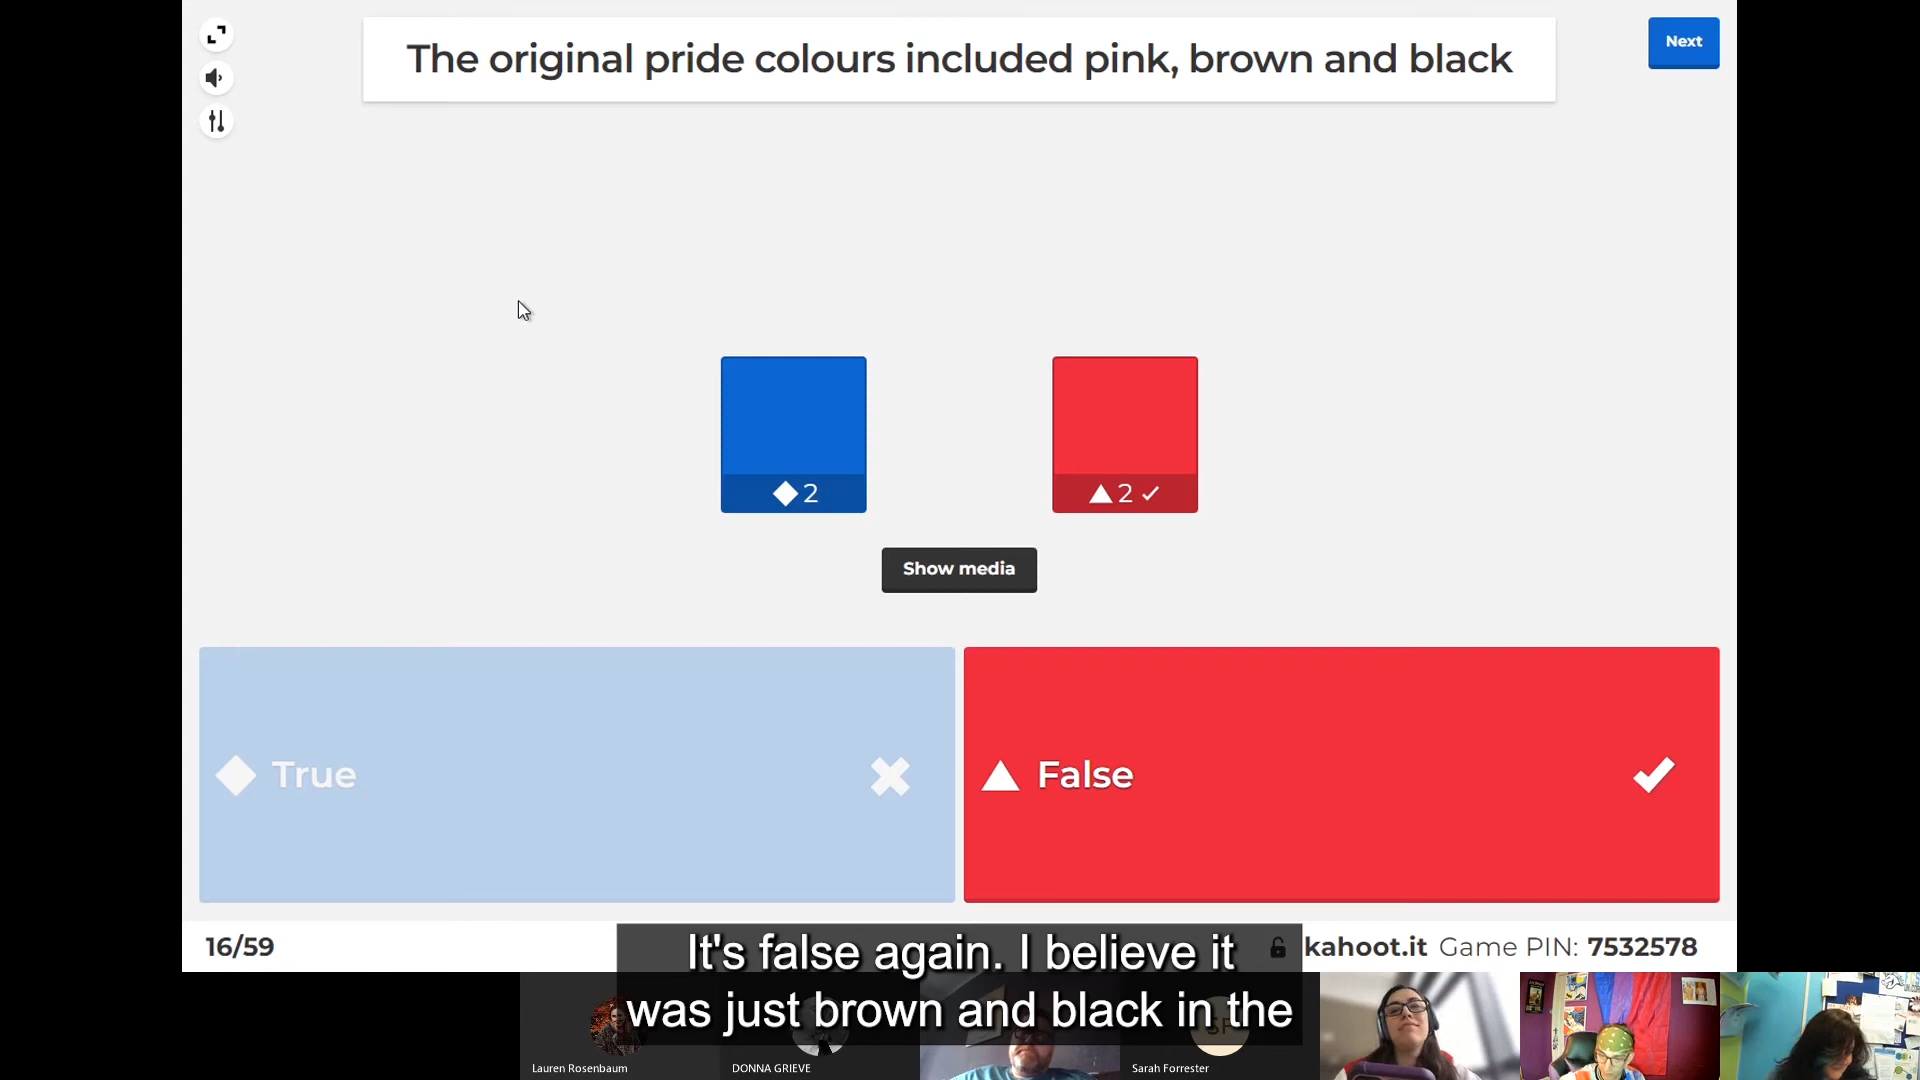 The original pride colours included pink, brown and black
Next
2
2
Show media
True
False
16/59
kahoot.it Game PIN: 7532578
It's false again. I believe it
was just brown and black in the
Lauren Rosenbaum
DONNA GRIEVE
Sarah Forrester